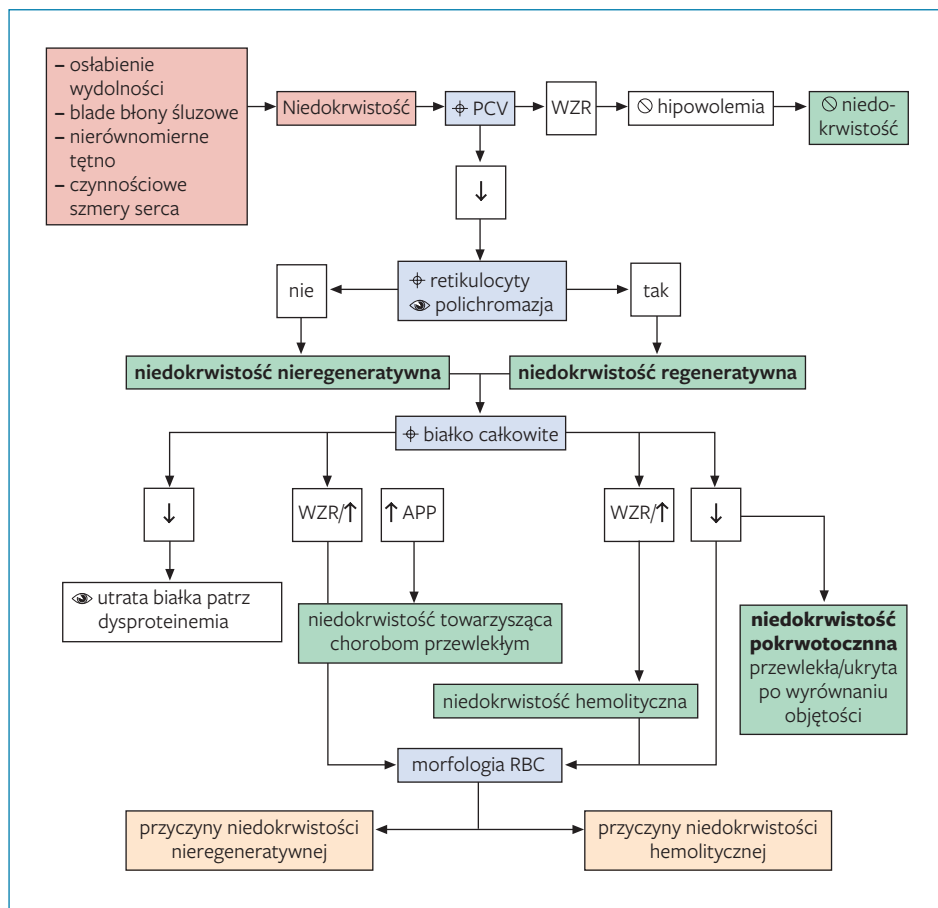 – osłabienie
wydolności
– blade błony śluzowe
– nierównomierne
tętno
– czynnościowe
szmery serca
Niedokrwistość
⌖ PCV
WZR
⃠ hipowolemia
⃠ niedo-
krwistość
↓
⌖ retikulocyty
👁 polichromazja
nie
tak
niedokrwistość nieregeneratywna
niedokrwistość regeneratywna
⌖ białko całkowite
↓
WZR/↑
↑ APP
WZR/↑
↓
👁 utrata białka patrz
dysproteinemia
niedokrwistość towarzysząca
chorobom przewlekłym
niedokrwistość
pokrwotocznna
przewlekła/ukryta
po wyrównaniu
objętości
niedokrwistość hemolityczna
morfologia RBC
przyczyny niedokrwistości
nieregeneratywnej
przyczyny niedokrwistości
hemolitycznej